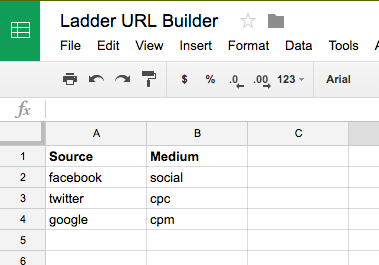 Ladder URL Builder
File Edit View Insert Format Data Tools
$ % .0 .00 123 Arial
fx
A B C
1 Source Medium
2 facebook social
3 twitter cpc
4 google cpm
5
6